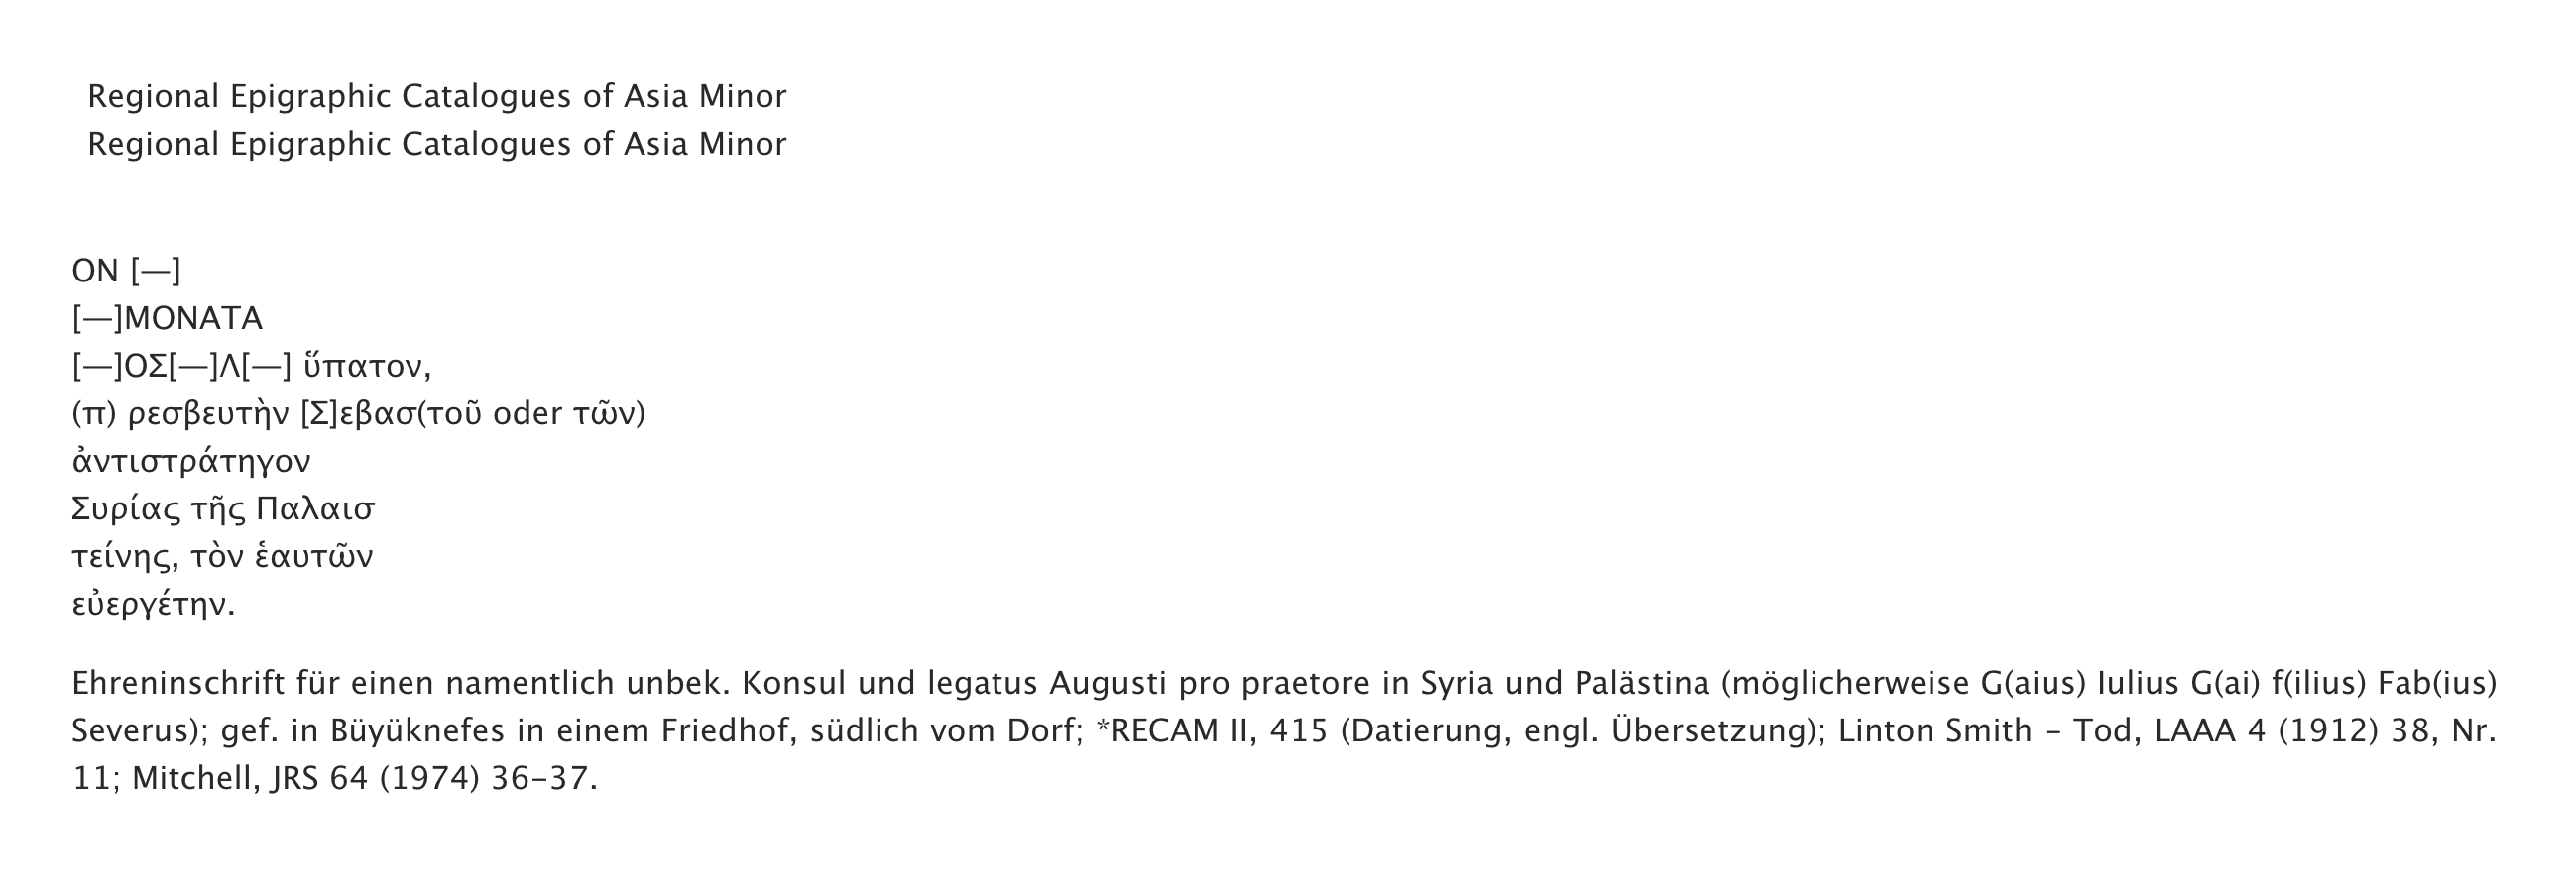 Regional Epigraphic Catalogues of Asia Minor
Regional Epigraphic Catalogues of Asia Minor
ON [—]
[—]MONATA
[—]ΟΣ[—]Λ[—] ὕπατον,
(π) ρεσβευτὴν [Σ]εβασ(τοῦ oder τῶν)
ἀντιστράτηγον
Συρίας τῆς Παλαισ
τείνης, τὸν ἑαυτῶν
εὐεργέτην.
Ehreninschrift für einen namentlich unbek. Konsul und legatus Augusti pro praetore in Syria und Palästina (möglicherweise G(aius) Iulius G(ai) f(ilius) Fab(ius)
Severus); gef. in Büyüknefes in einem Friedhof, südlich vom Dorf; *RECAM II, 415 (Datierung, engl. Übersetzung); Linton Smith – Tod, LAAA 4 (1912) 38, Nr.
11; Mitchell, JRS 64 (1974) 36–37.